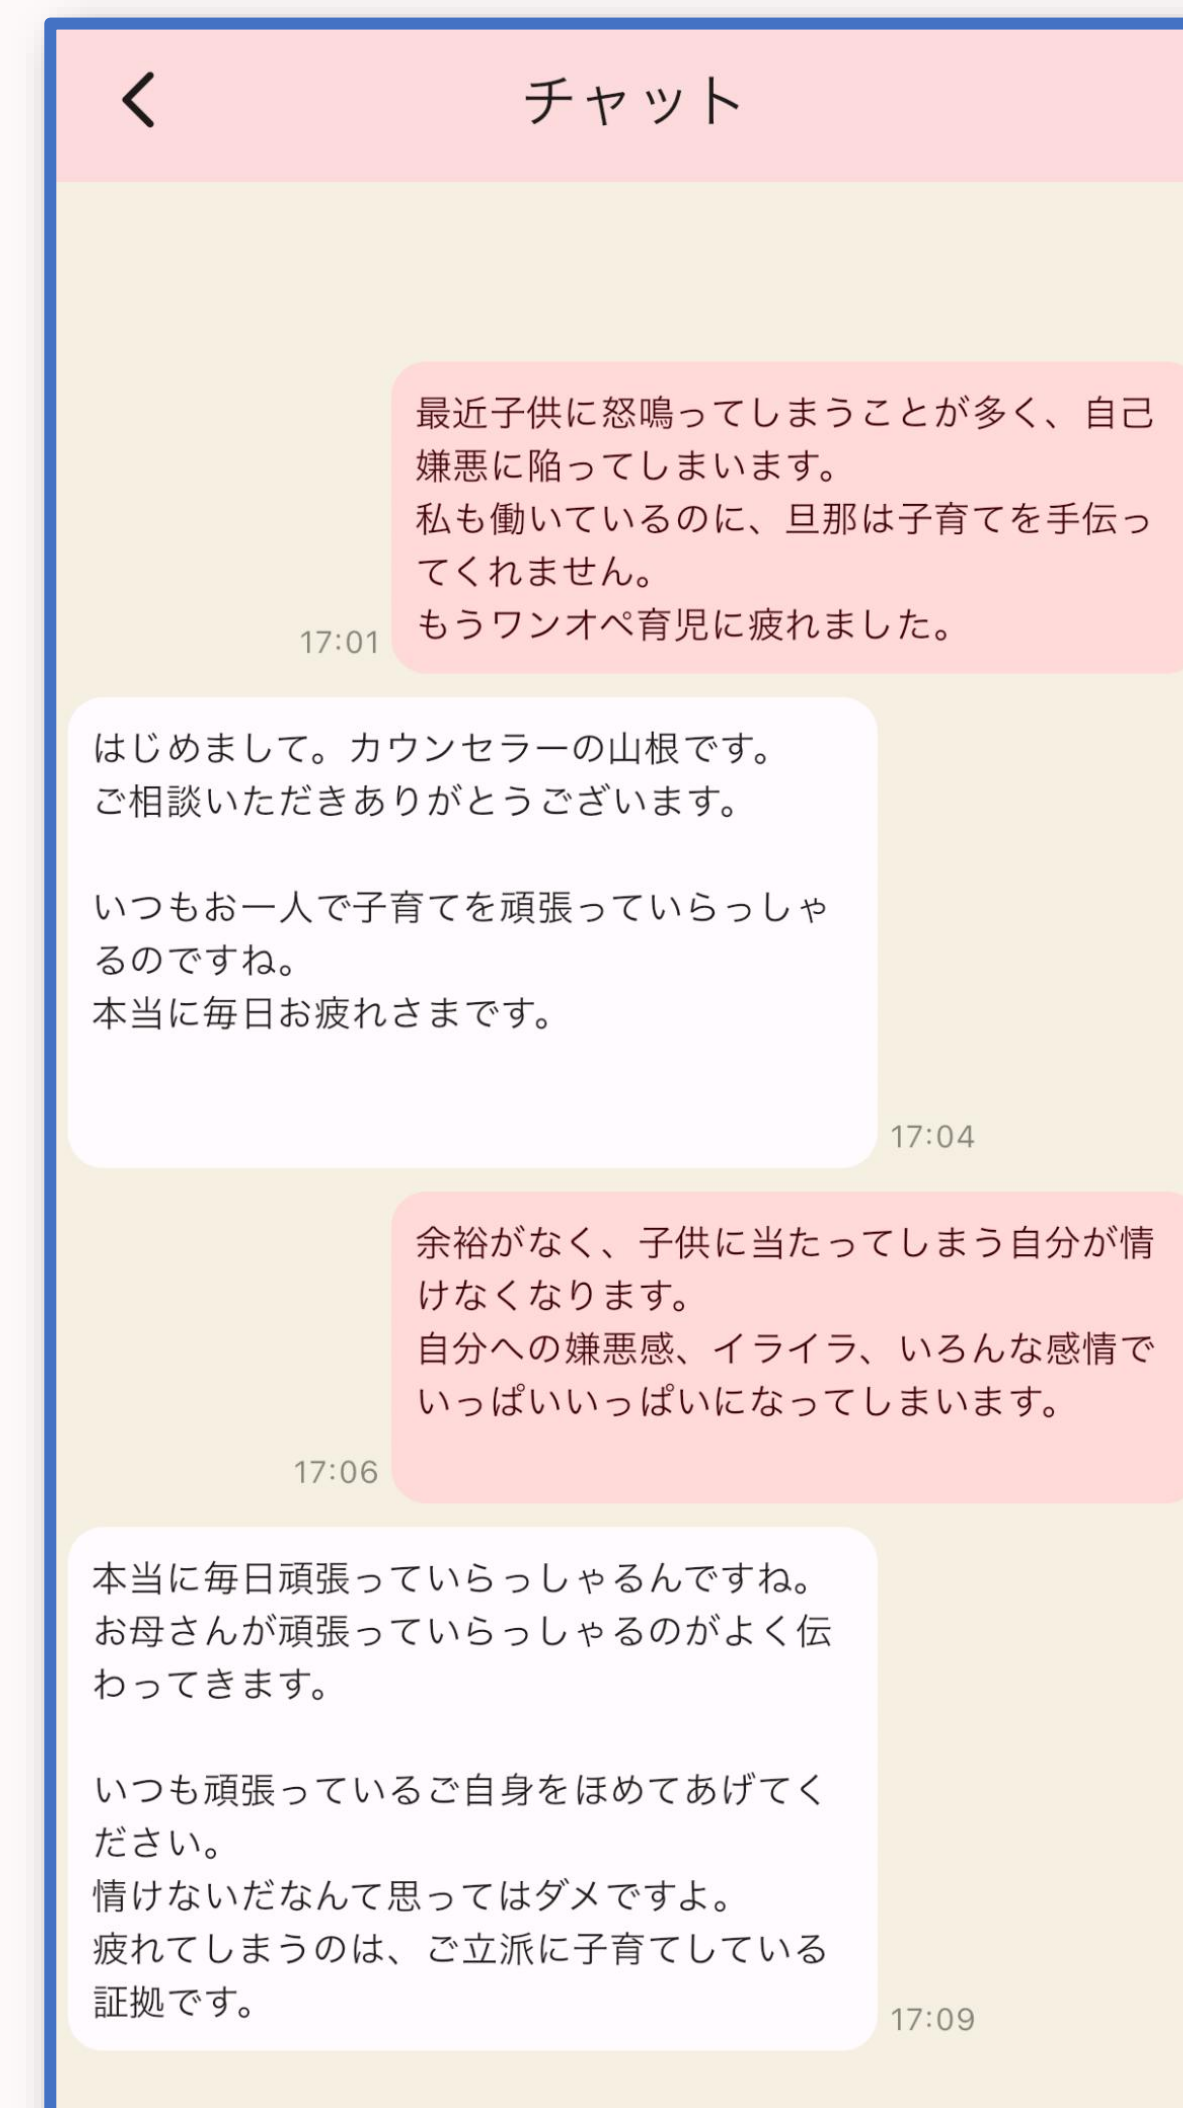 チャット
最近子供に怒鳴ってしまうことが多く、自己
嫌悪に陥ってしまいます。
私も働いているのに、旦那は子育てを手伝っ
てくれません。
もうワンオペ育児に疲れました。
17:01
はじめまして。カウンセラーの山根です。
ご相談いただきありがとうございます。
いつもお一人で子育てを頑張っていらっしゃ
るのですね。
本当に毎日お疲れさまです。
17:04
余裕がなく、子供に当たってしまう自分が情
けなくなります。
自分への嫌悪感、イライラ、いろんな感情で
いっぱいいっぱいになってしまいます。
17:06
本当に毎日頑張っていらっしゃるんですね。
お母さんが頑張っていらっしゃるのがよく伝
わってきます。
いつも頑張っているご自身をほめてあげてく
ださい。
情けないだなんて思ってはダメですよ。
疲れてしまうのは、ご立派に子育てしている
証拠です。
17:09